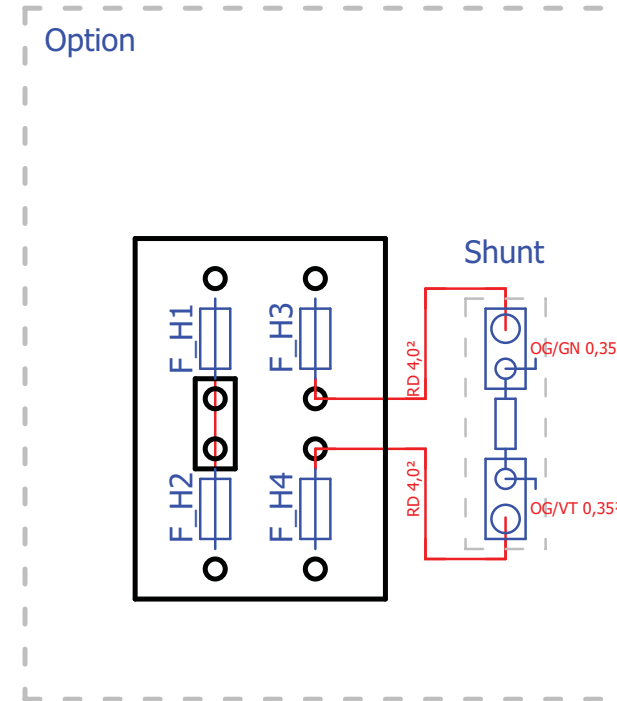 Option
Shunt
F_H1
F_H3
RD 4,0²
OG/GN 0,35
F_H2
F_H4
RD 4,0²
OG/VT 0,35²